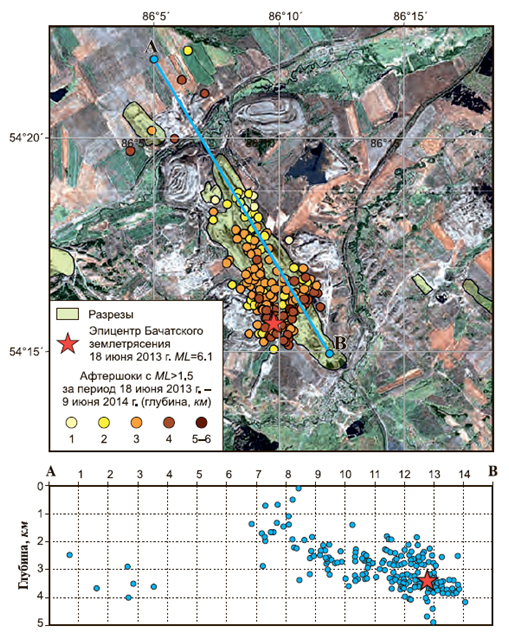 86°5' 86°10' 86°15'
A
54°20'
86°5' 86°10' 86°15'
B
54°15'
Разрезы
Эпицентр Бачатского
землетрясения
18 июня 2013 г. ML=6.1
Афтершоки с ML>1,5
за период 18 июня 2013 г. –
9 июня 2014 г. (глубина, км)
1 2 3 4 5–6
A 1 2 3 4 5 6 7 8 9 10 11 12 13 14 B
Глубина, км
0
1
2
3
4
5